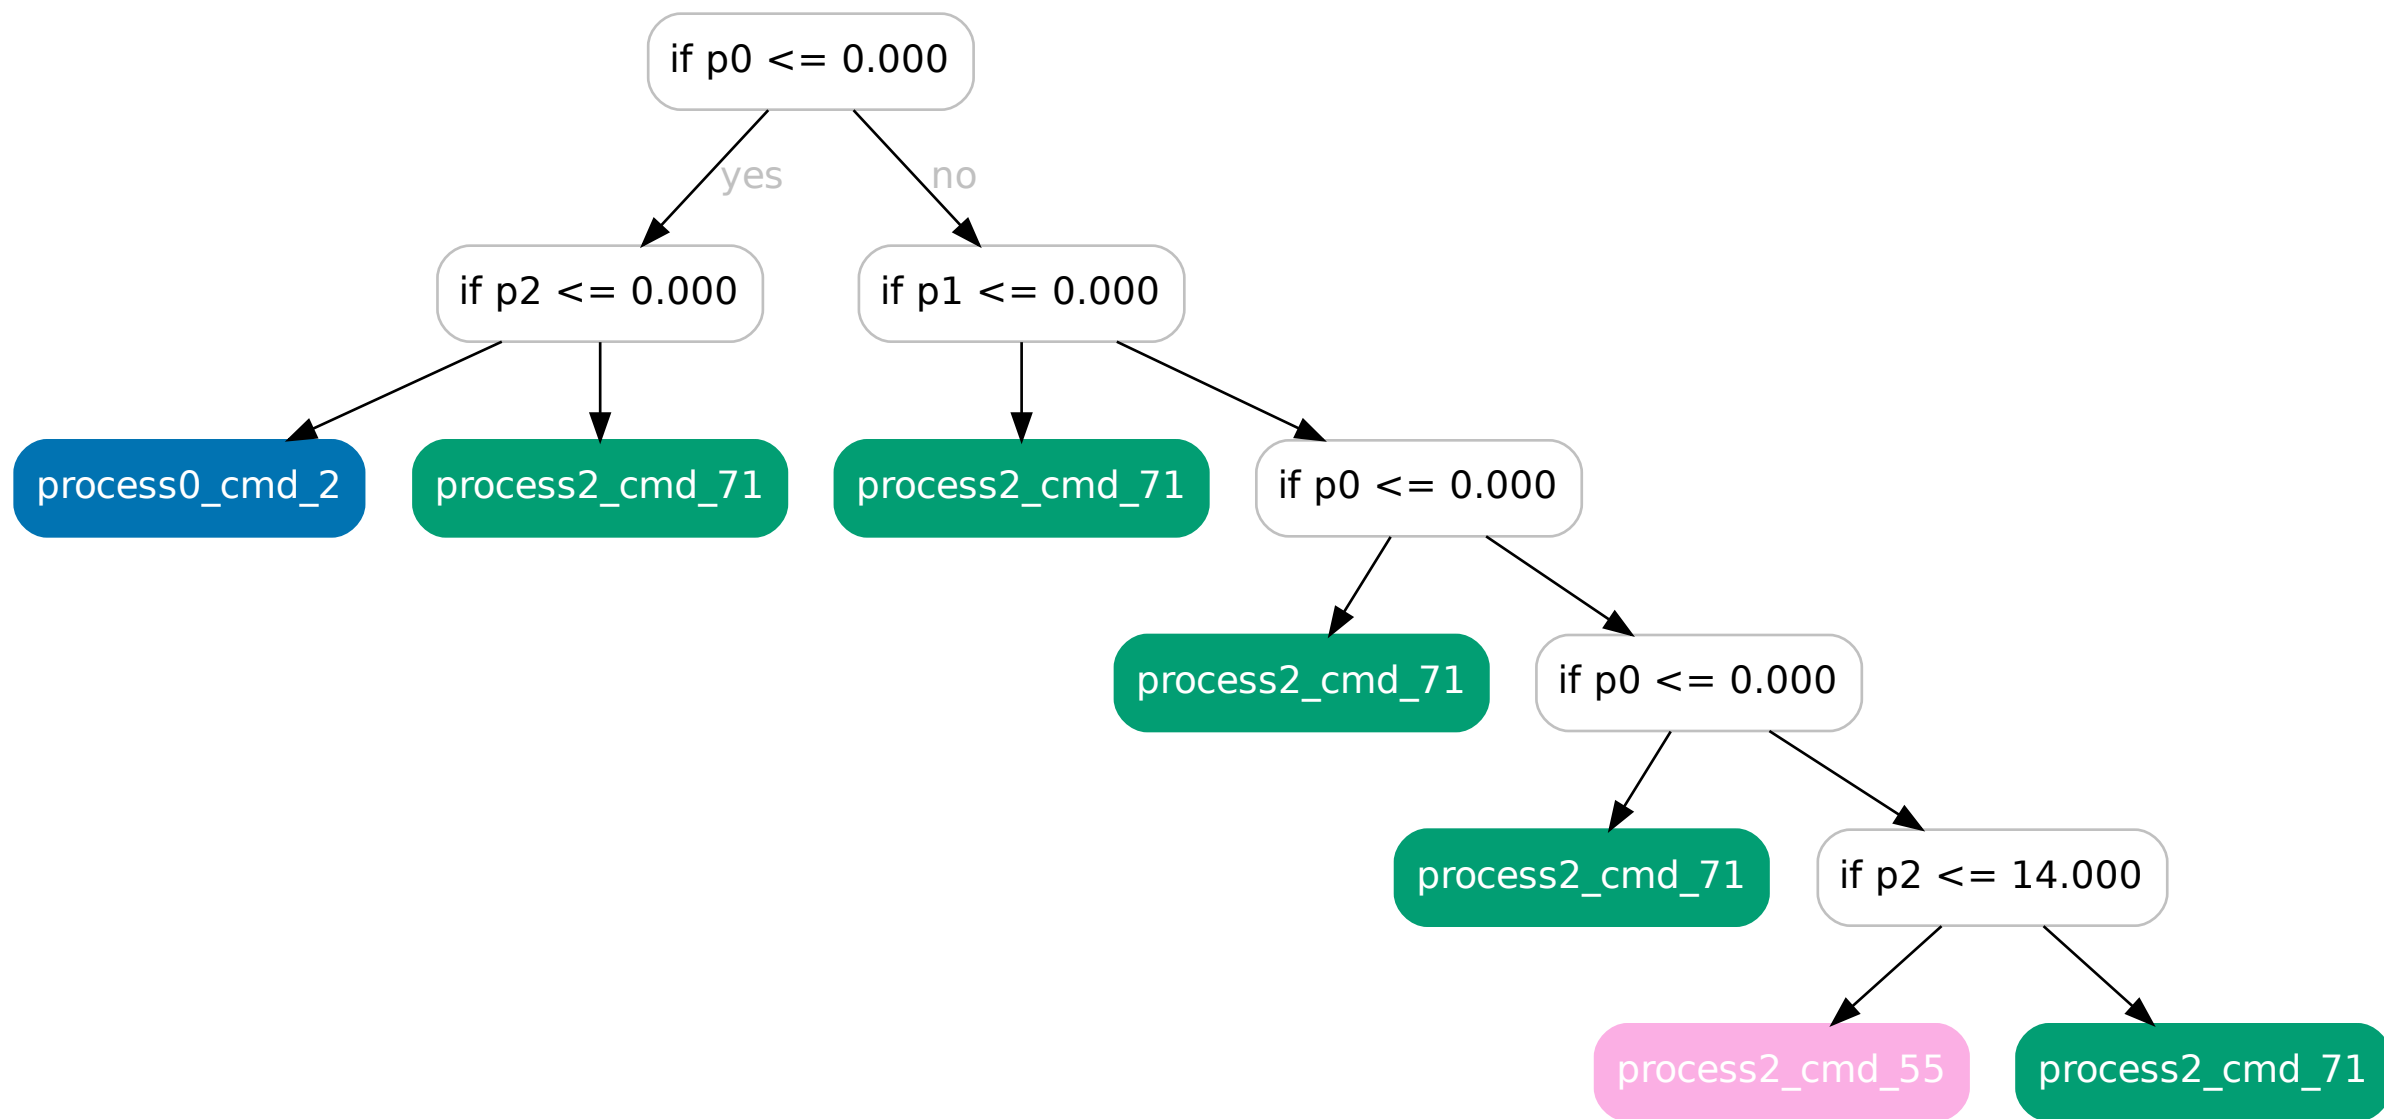 if p0 <= 0.000
yes
no
if p2 <= 0.000
if p1 <= 0.000
process0_cmd_2
process2_cmd_71
process2_cmd_71
if p0 <= 0.000
process2_cmd_71
if p0 <= 0.000
process2_cmd_71
if p2 <= 14.000
process2_cmd_55
process2_cmd_71